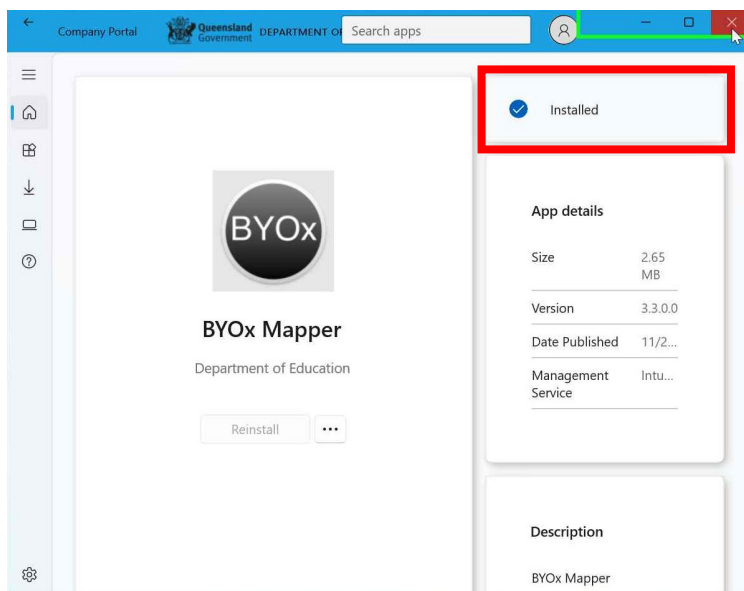 Company Portal
Queensland
Government
DEPARTMENT OF
Search apps
Installed
BYOx
BYOx Mapper
Department of Education
Reinstall
App details
Size 2.65
MB
Version 3.3.0.0
Date Published 11/2...
Management Intu...
Service
Description
BYOx Mapper